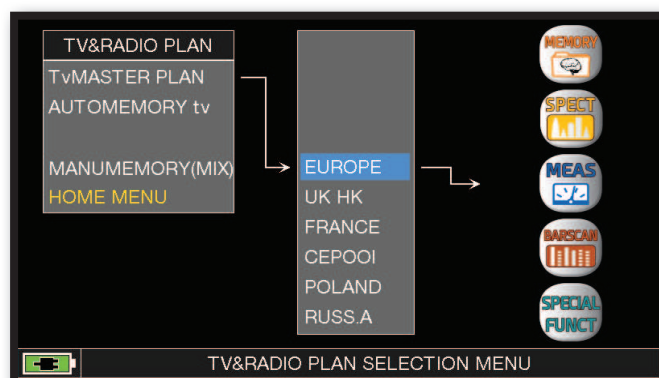 TV&RADIO PLAN
TvMASTER PLAN
AUTOMEMORY tv
MANUMEMORY(MIX)
HOME MENU
EUROPE
UK HK
FRANCE
CEPOOI
POLAND
RUSS.A
MEMORY
SPECT
MEAS
BARSCAN
SPECIAL
FUNCT
TV&RADIO PLAN SELECTION MENU